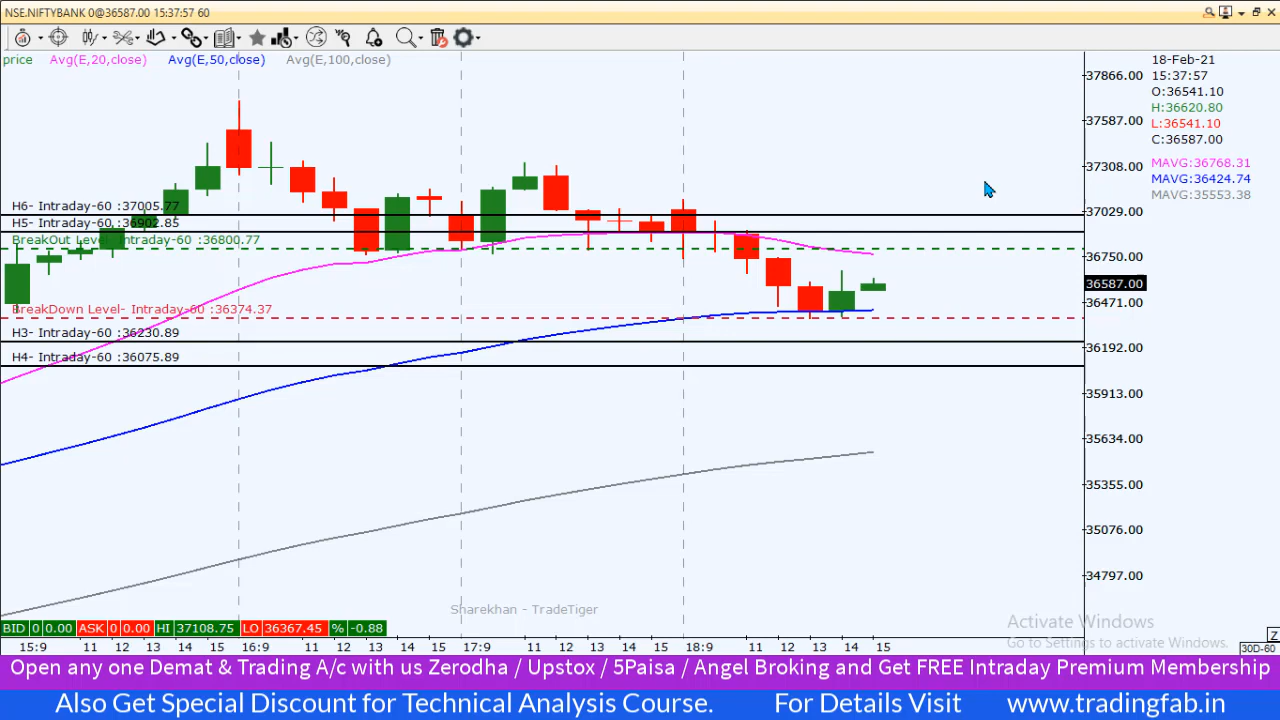 NSE.NIFTYBANK 0@36587.00 15:37:57 60
price Avg(E,20,close) Avg(E,50,close) Avg(E,100,close)
18-Feb-21
15:37:57
O:36541.10
H:36620.80
L:36541.10
C:36587.00
MAVG:36768.31
MAVG:36424.74
MAVG:35553.38
37866.00
37587.00
37308.00
37029.00
36750.00
36587.00
36471.00
36192.00
35913.00
35634.00
35355.00
35076.00
34797.00
H6- Intraday-60 :37005.77
H5- Intraday-60 :36902.85
BreakOut Level- Intraday-60 :36800.77
BreakDown Level- Intraday-60 :36374.37
H3- Intraday-60 :36230.89
H4- Intraday-60 :36075.89
Sharekhan - TradeTiger
Activate Windows
Go to Settings to activate Windows.
BID 0 0.00 ASK 0 0.00 HI 37108.75 LO 36367.45 % -0.88
Z
15:9 11 12 13 14 15 16:9 11 12 13 14 15 17:9 11 12 13 14 15 18:9 11 12 13 14 15 30D-60
Open any one Demat & Trading A/c with us Zerodha / Upstox / 5Paisa / Angel Broking and Get FREE Intraday Premium Membership
Also Get Special Discount for Technical Analysis Course. For Details Visit www.tradingfab.in